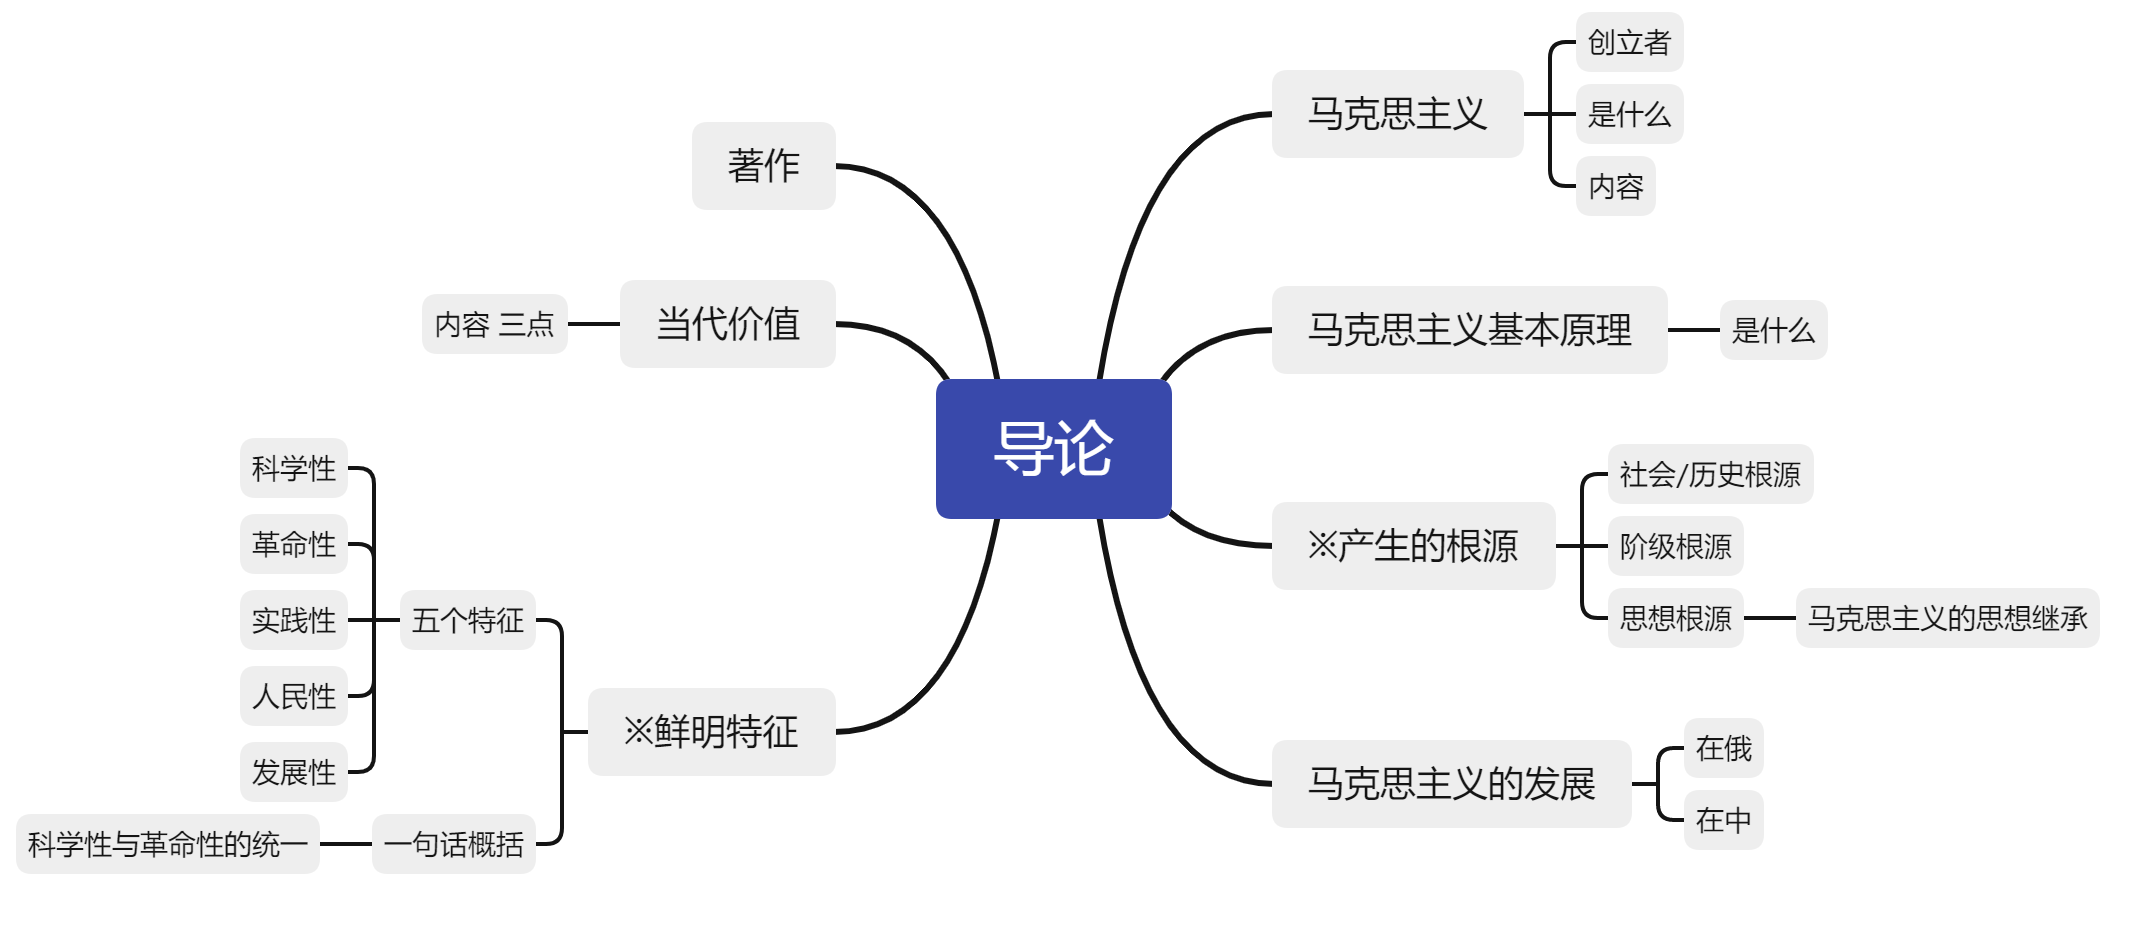 导论
马克思主义
创立者
是什么
内容
马克思主义基本原理
是什么
※产生的根源
社会/历史根源
阶级根源
思想根源
马克思主义的思想继承
马克思主义的发展
在俄
在中
著作
当代价值
内容 三点
※鲜明特征
五个特征
科学性
革命性
实践性
人民性
发展性
一句话概括
科学性与革命性的统一